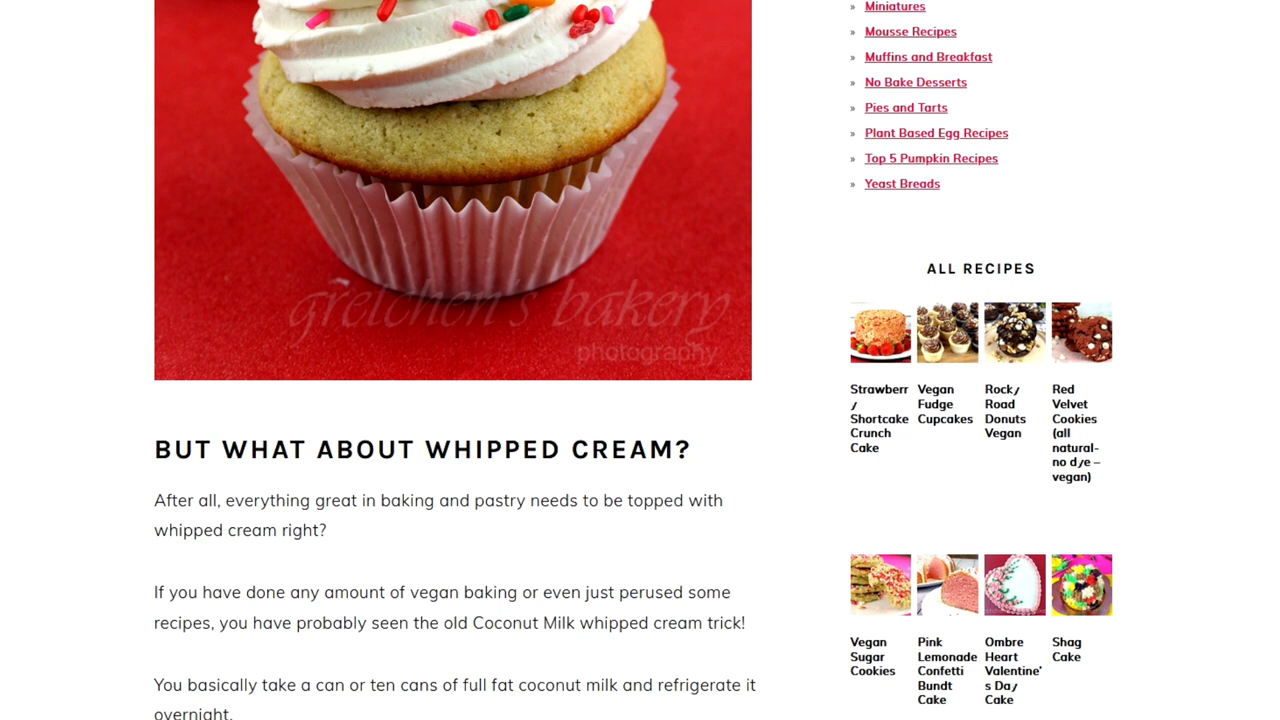 gretchen's bakery
photography
BUT WHAT ABOUT WHIPPED CREAM?
After all, everything great in baking and pastry needs to be topped with
whipped cream right?
If you have done any amount of vegan baking or even just perused some
recipes, you have probably seen the old Coconut Milk whipped cream trick!
You basically take a can or ten cans of full fat coconut milk and refrigerate it
overnight.
» Miniatures
» Mousse Recipes
» Muffins and Breakfast
» No Bake Desserts
» Pies and Tarts
» Plant Based Egg Recipes
» Top 5 Pumpkin Recipes
» Yeast Breads
ALL RECIPES
Strawberr
y
Shortcake
Crunch
Cake
Vegan
Fudge
Cupcakes
Rocky
Road
Donuts
Vegan
Red
Velvet
Cookies
(all
natural-
no dye –
vegan)
Vegan
Sugar
Cookies
Pink
Lemonade
Confetti
Bundt
Cake
Ombre
Heart
Valentine'
s Day
Cake
Shag
Cake